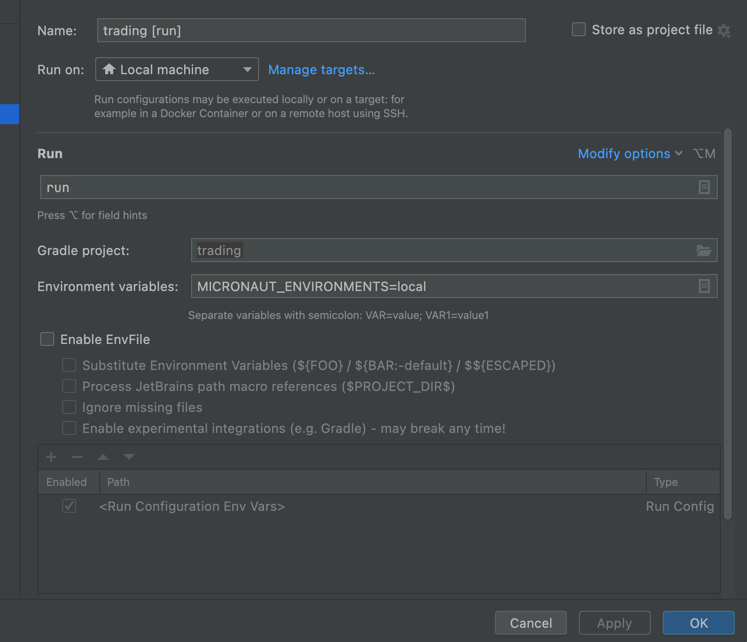 Name: trading [run] Store as project file
Run on: Local machine Manage targets...
Run configurations may be executed locally or on a target: for
example in a Docker Container or on a remote host using SSH.
Run Modify options ⌥M
run
Press ⌥ for field hints
Gradle project: trading
Environment variables: MICRONAUT_ENVIRONMENTS=local
Separate variables with semicolon: VAR=value; VAR1=value1
Enable EnvFile
Substitute Environment Variables (${FOO} / ${BAR:-default} / $${ESCAPED})
Process JetBrains path macro references ($PROJECT_DIR$)
Ignore missing files
Enable experimental integrations (e.g. Gradle) - may break any time!
Enabled Path Type
<Run Configuration Env Vars> Run Config
Cancel Apply OK